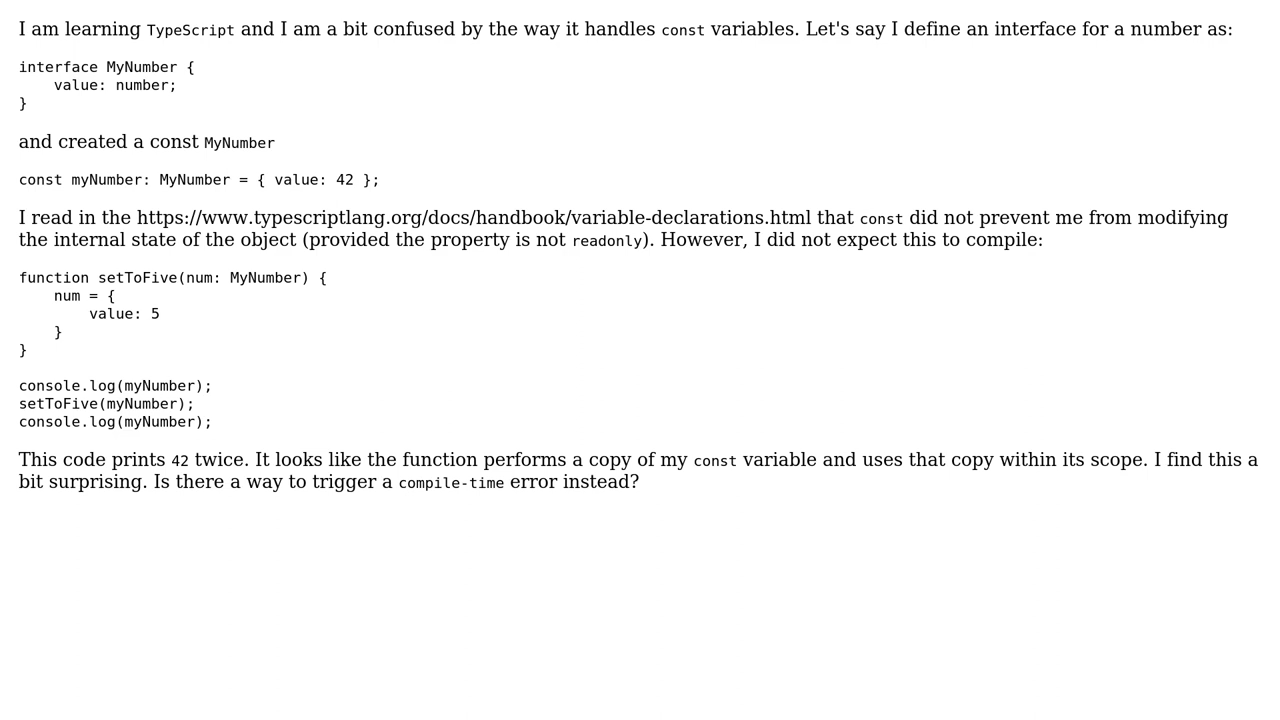 I am learning TypeScript and I am a bit confused by the way it handles const variables. Let's say I define an interface for a number as:
interface MyNumber {
    value: number;
}
and created a const MyNumber
const myNumber: MyNumber = { value: 42 };
I read in the https://www.typescriptlang.org/docs/handbook/variable-declarations.html that const did not prevent me from modifying
the internal state of the object (provided the property is not readonly). However, I did not expect this to compile:
function setToFive(num: MyNumber) {
    num = {
        value: 5
    }
}
console.log(myNumber);
setToFive(myNumber);
console.log(myNumber);
This code prints 42 twice. It looks like the function performs a copy of my const variable and uses that copy within its scope. I find this a
bit surprising. Is there a way to trigger a compile-time error instead?